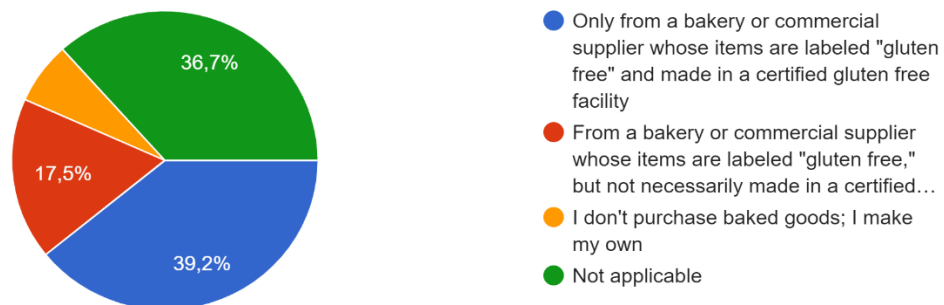 36,7%
17,5%
39,2%
Only from a bakery or commercial
supplier whose items are labeled "gluten
free" and made in a certified gluten free
facility
From a bakery or commercial supplier
whose items are labeled "gluten free,"
but not necessarily made in a certified…
I don't purchase baked goods; I make
my own
Not applicable